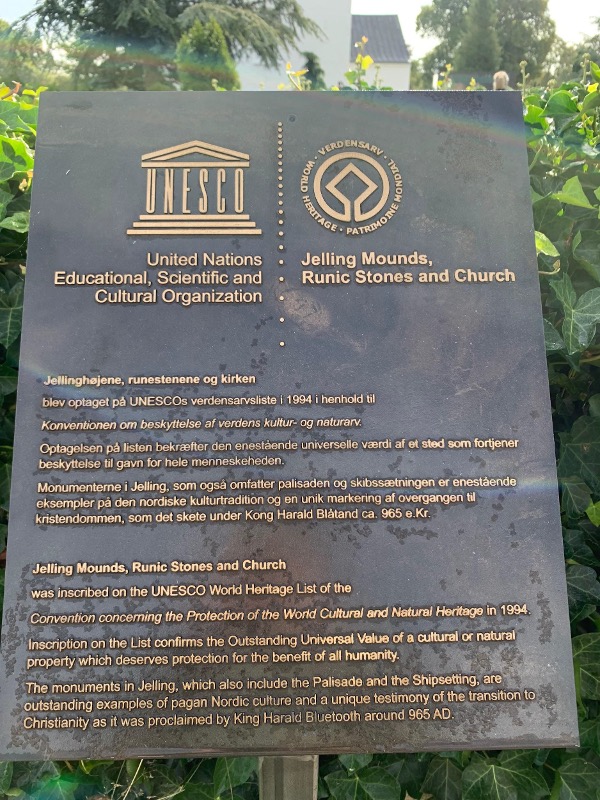 UNESCO
United Nations
Educational, Scientific and
Cultural Organization
WORLD HERITAGE · VERDENSARV · PATRIMOINE MONDIAL ·
Jelling Mounds,
Runic Stones and Church
Jellinghøjene, runestenene og kirken
blev optaget på UNESCOs verdensarvsliste i 1994 i henhold til
Konventionen om beskyttelse af verdens kultur- og naturarv.
Optagelsen på listen bekræfter den enestående universelle værdi af et sted som fortjener
beskyttelse til gavn for hele menneskeheden.
Monumenterne i Jelling, som også omfatter palisaden og skibssætningen er enestående
eksempler på den nordiske kulturtradition og en unik markering af overgangen til
kristendommen, som det skete under Kong Harald Blåtand ca. 965 e.Kr.
Jelling Mounds, Runic Stones and Church
was inscribed on the UNESCO World Heritage List of the
Convention concerning the Protection of the World Cultural and Natural Heritage in 1994.
Inscription on the List confirms the Outstanding Universal Value of a cultural or natural
property which deserves protection for the benefit of all humanity.
The monuments in Jelling, which also include the Palisade and the Shipsetting, are
outstanding examples of pagan Nordic culture and a unique testimony of the transition to
Christianity as it was proclaimed by King Harald Bluetooth around 965 AD.